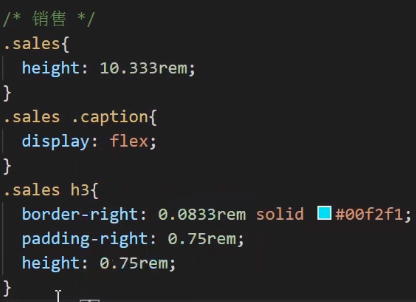 /* 销售 */
.sales{
height: 10.333rem;
}
.sales .caption{
display: flex;
}
.sales h3{
border-right: 0.0833rem solid #00f2f1;
padding-right: 0.75rem;
height: 0.75rem;
}